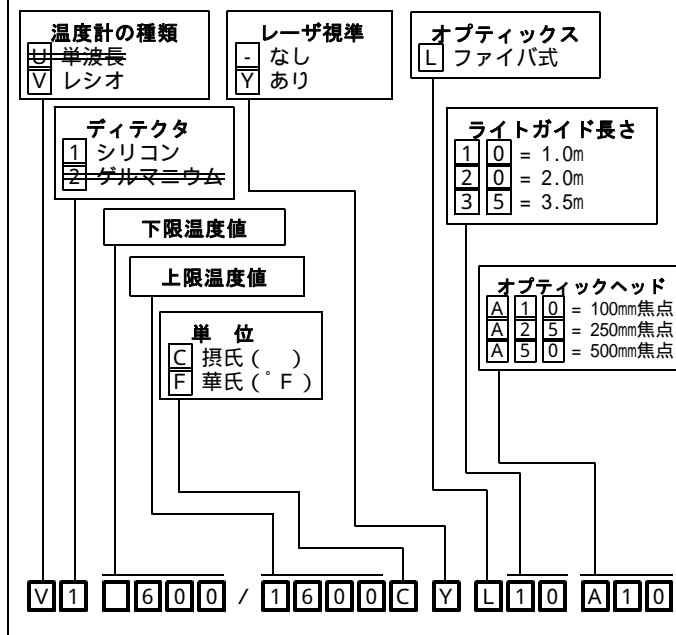 温度計の種類
U 単波長
V レシオ
レーザ視準
- なし
Y あり
オプティックス
L ファイバ式
ディテクタ
1 シリコン
2 ゲルマニウム
ライトガイド長さ
1 0 = 1.0m
2 0 = 2.0m
3 5 = 3.5m
下限温度値
上限温度値
単 位
C 摂氏 ( )
F 華氏 (°F)
オプティックヘッド
A 1 0 = 100mm焦点
A 2 5 = 250mm焦点
A 5 0 = 500mm焦点
V 1 6 0 0 / 1 6 0 0 C Y L 1 0 A 1 0